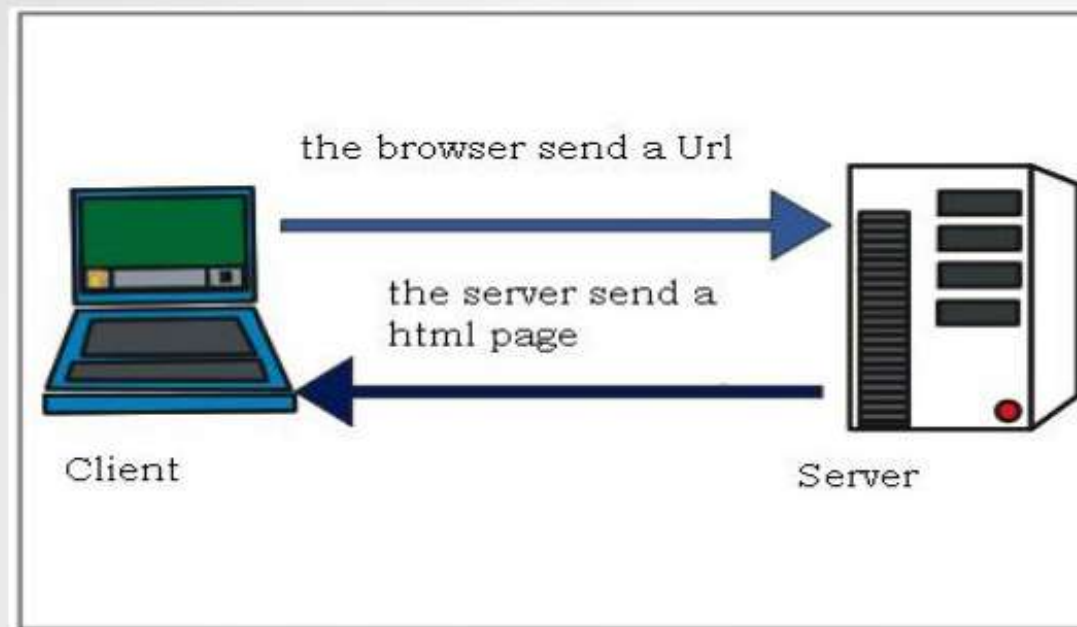 the browser send a Url
the server send a
html page
Client
Server